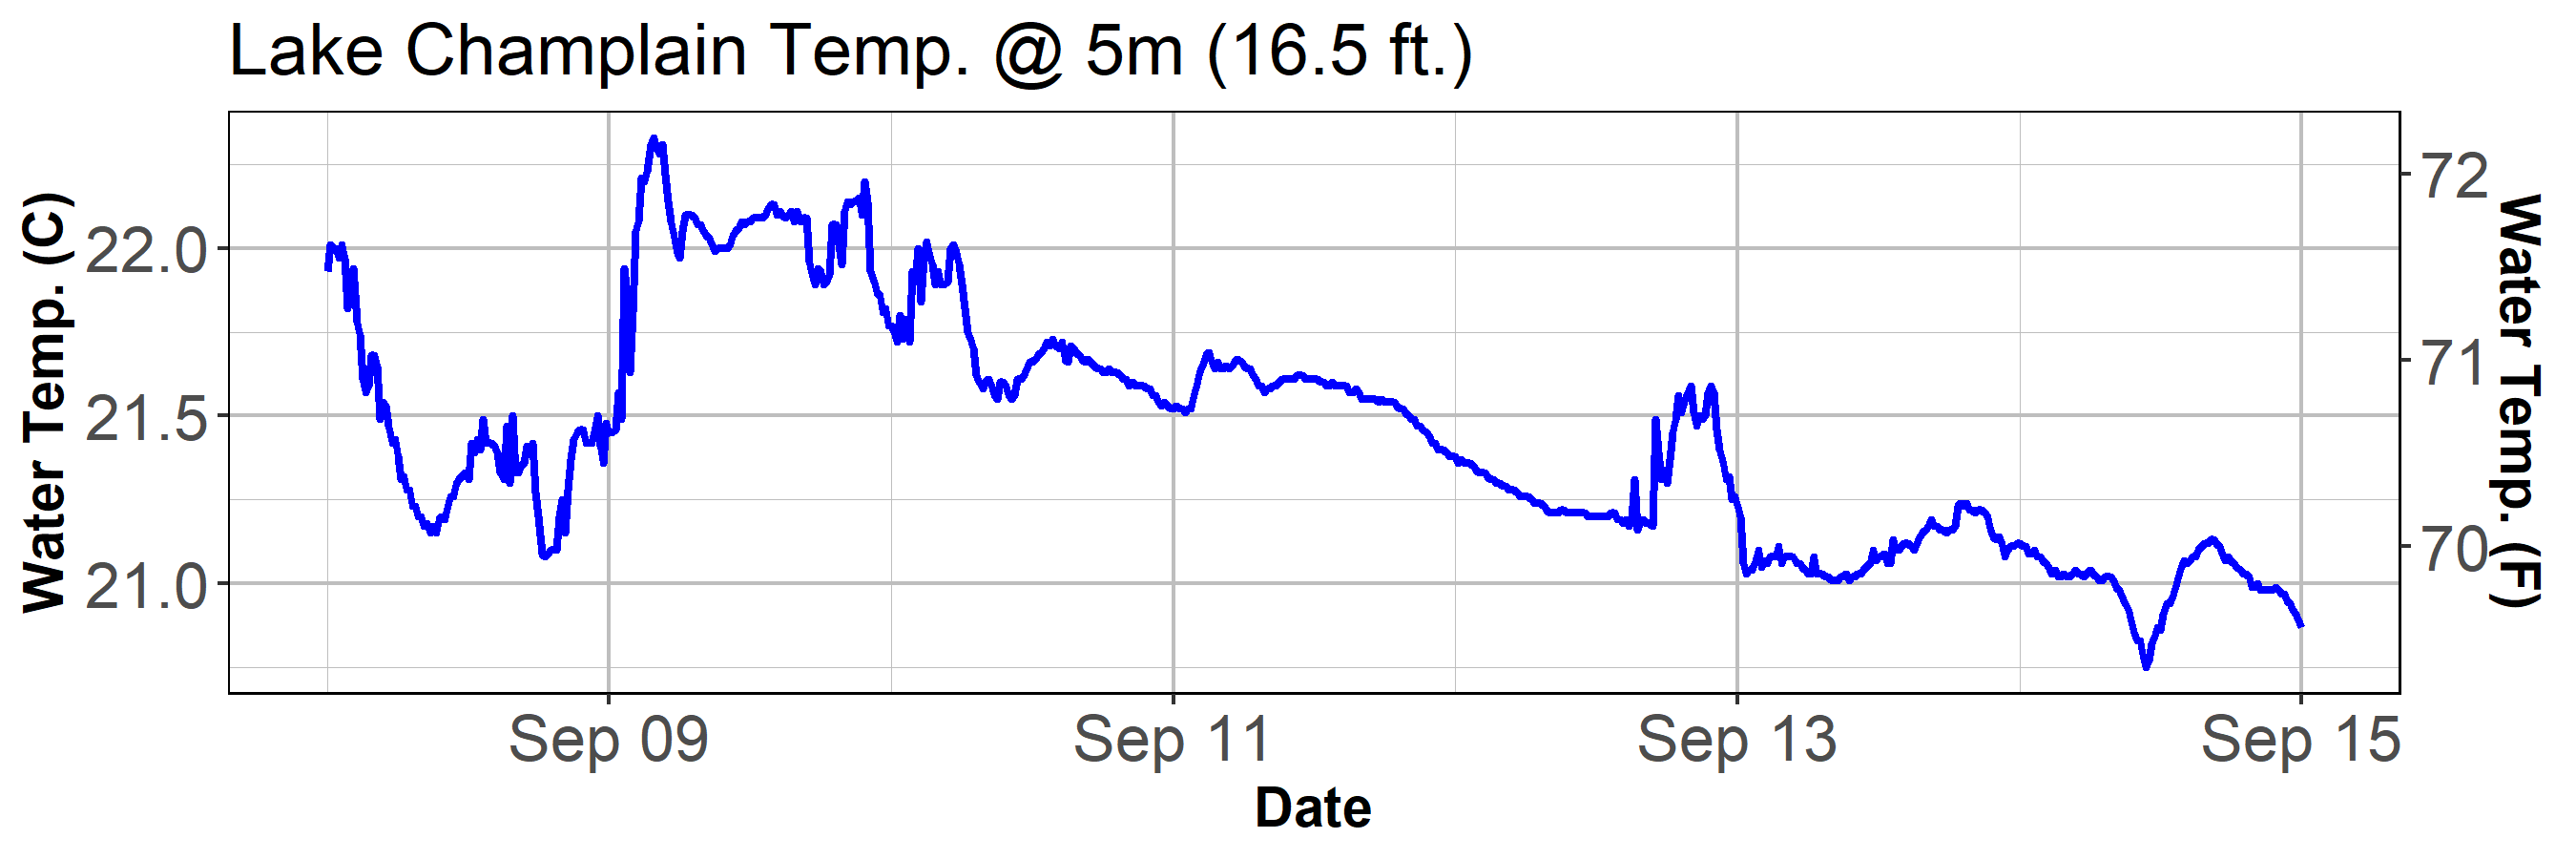 Lake Champlain Temp. @ 5m (16.5 ft.)
Water Temp. (C)
22.0
21.5
21.0
72
71
70
Water Temp. (F)
Sep 09
Sep 11
Sep 13
Sep 15
Date